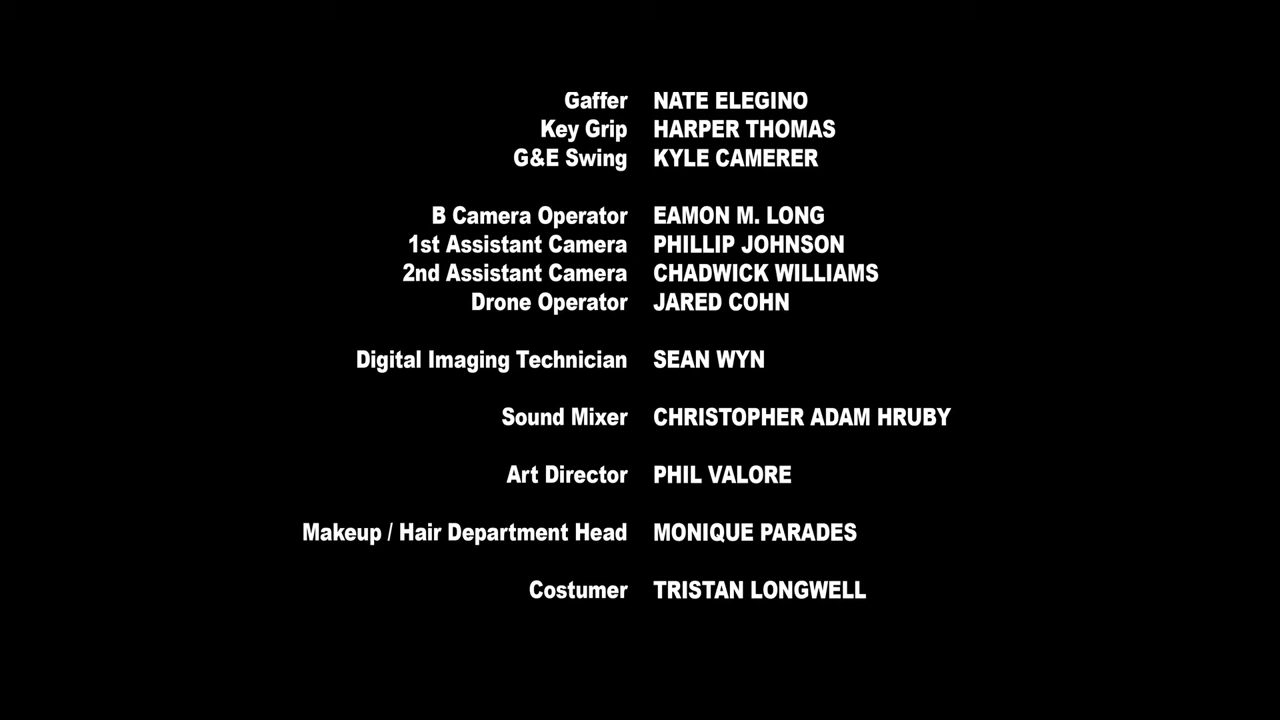 Gaffer NATE ELEGINO
Key Grip HARPER THOMAS
G&E Swing KYLE CAMERER
B Camera Operator EAMON M. LONG
1st Assistant Camera PHILLIP JOHNSON
2nd Assistant Camera CHADWICK WILLIAMS
Drone Operator JARED COHN
Digital Imaging Technician SEAN WYN
Sound Mixer CHRISTOPHER ADAM HRUBY
Art Director PHIL VALORE
Makeup / Hair Department Head MONIQUE PARADES
Costumer TRISTAN LONGWELL